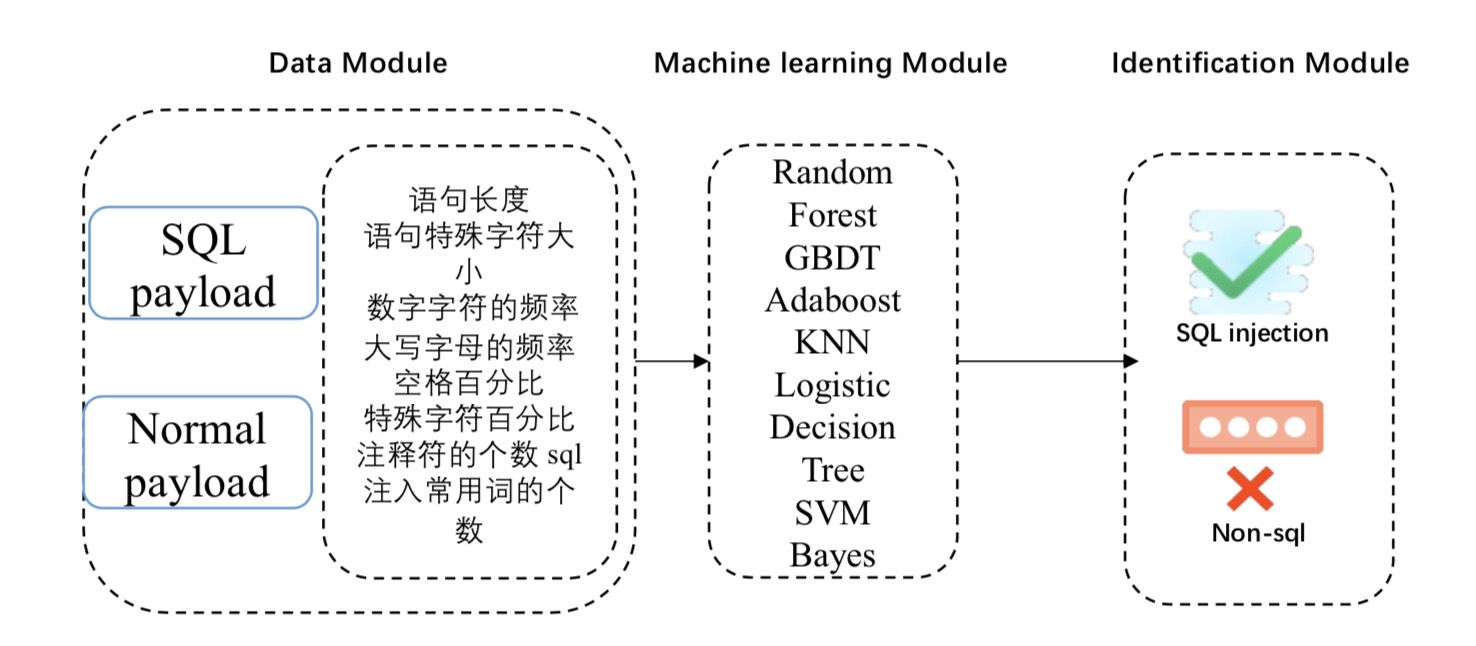 Data Module
Machine learning Module
Identification Module
SQL
payload
Normal
payload
语句长度
语句特殊字符大
小
数字字符的频率
大写字母的频率
空格百分比
特殊字符百分比
注释符的个数 sql
注入常用词的个
数
Random
Forest
GBDT
Adaboost
KNN
Logistic
Decision
Tree
SVM
Bayes
SQL injection
Non-sql